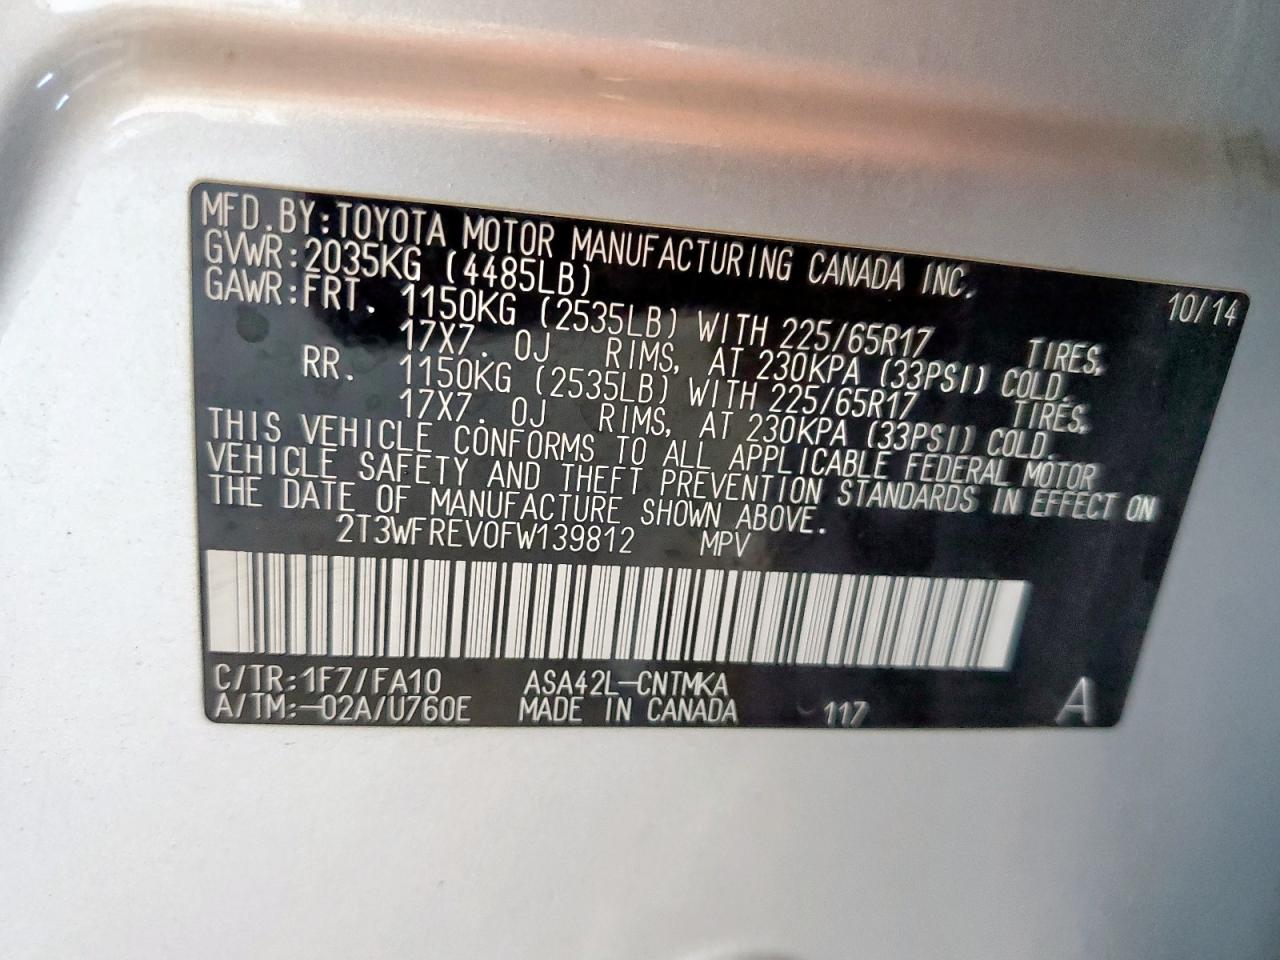 MFD.BY:TOYOTA MOTOR MANUFACTURING CANADA INC.
GVWR:2035KG (4485LB) 10/14
GAWR:FRT. 1150KG (2535LB) WITH 225/65R17 TIRES,
17X7.0J RIMS, AT 230KPA (33PSI) COLD.
RR. 1150KG (2535LB) WITH 225/65R17 TIRES,
17X7.0J RIMS, AT 230KPA (33PSI) COLD.
THIS VEHICLE CONFORMS TO ALL APPLICABLE FEDERAL MOTOR
VEHICLE SAFETY AND THEFT PREVENTION STANDARDS IN EFFECT ON
THE DATE OF MANUFACTURE SHOWN ABOVE.
2T3WFREV0FW139812 MPV
C/TR:1F7/FA10 ASA42L-CNTMKA
A/TM:-02A/U760E MADE IN CANADA 117 A